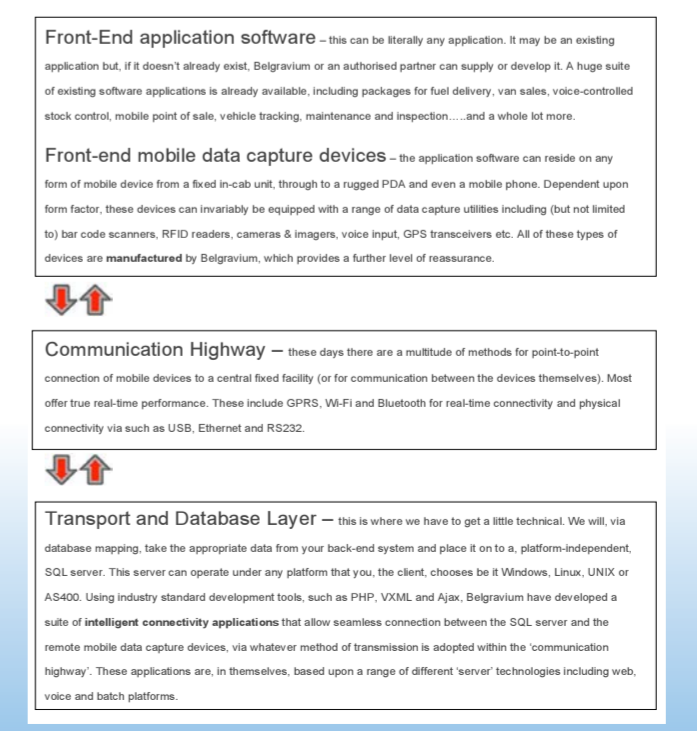 Front-End application software – this can be literally any application. It may be an existing
application but, if it doesn't already exist, Belgravium or an authorised partner can supply or develop it. A huge suite
of existing software applications is already available, including packages for fuel delivery, van sales, voice-controlled
stock control, mobile point of sale, vehicle tracking, maintenance and inspection…..and a whole lot more.
Front-end mobile data capture devices – the application software can reside on any
form of mobile device from a fixed in-cab unit, through to a rugged PDA and even a mobile phone. Dependent upon
form factor, these devices can invariably be equipped with a range of data capture utilities including (but not limited
to) bar code scanners, RFID readers, cameras & imagers, voice input, GPS transceivers etc. All of these types of
devices are manufactured by Belgravium, which provides a further level of reassurance.
Communication Highway – these days there are a multitude of methods for point-to-point
connection of mobile devices to a central fixed facility (or for communication between the devices themselves). Most
offer true real-time performance. These include GPRS, Wi-Fi and Bluetooth for real-time connectivity and physical
connectivity via such as USB, Ethernet and RS232.
Transport and Database Layer – this is where we have to get a little technical. We will, via
database mapping, take the appropriate data from your back-end system and place it on to a, platform-independent,
SQL server. This server can operate under any platform that you, the client, chooses be it Windows, Linux, UNIX or
AS400. Using industry standard development tools, such as PHP, VXML and Ajax, Belgravium have developed a
suite of intelligent connectivity applications that allow seamless connection between the SQL server and the
remote mobile data capture devices, via whatever method of transmission is adopted within the 'communication
highway'. These applications are, in themselves, based upon a range of different 'server' technologies including web,
voice and batch platforms.